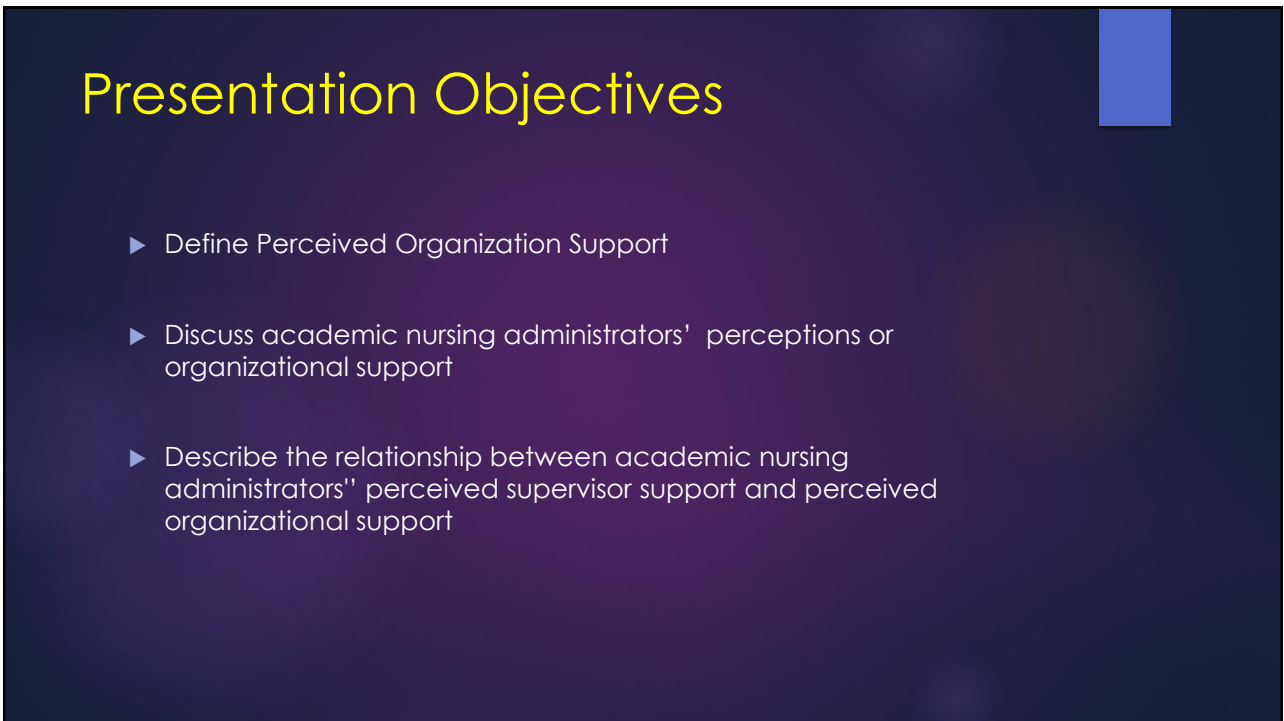 Presentation Objectives
Define Perceived Organization Support
Discuss academic nursing administrators’  perceptions or
organizational support
Describe the relationship between academic nursing
administrators’’ perceived supervisor support and perceived
organizational support